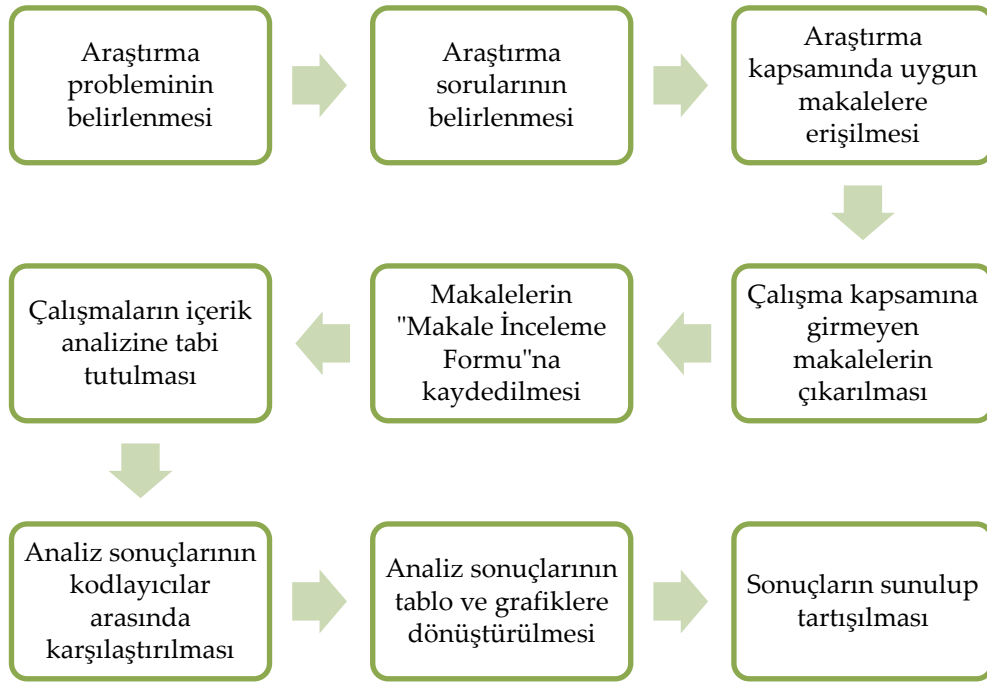 Araştırma
probleminin
belirlenmesi
Araştırma
sorularının
belirlenmesi
Araştırma
kapsamında uygun
makalelere
erişilmesi
Çalışma kapsamına
girmeyen
makalelerin
çıkarılması
Makalelerin
"Makale İnceleme
Formu"na
kaydedilmesi
Çalışmaların içerik
analizine tabi
tutulması
Analiz sonuçlarının
kodlayıcılar
arasında
karşılaştırılması
Analiz sonuçlarının
tablo ve grafiklere
dönüştürülmesi
Sonuçların sunulup
tartışılması